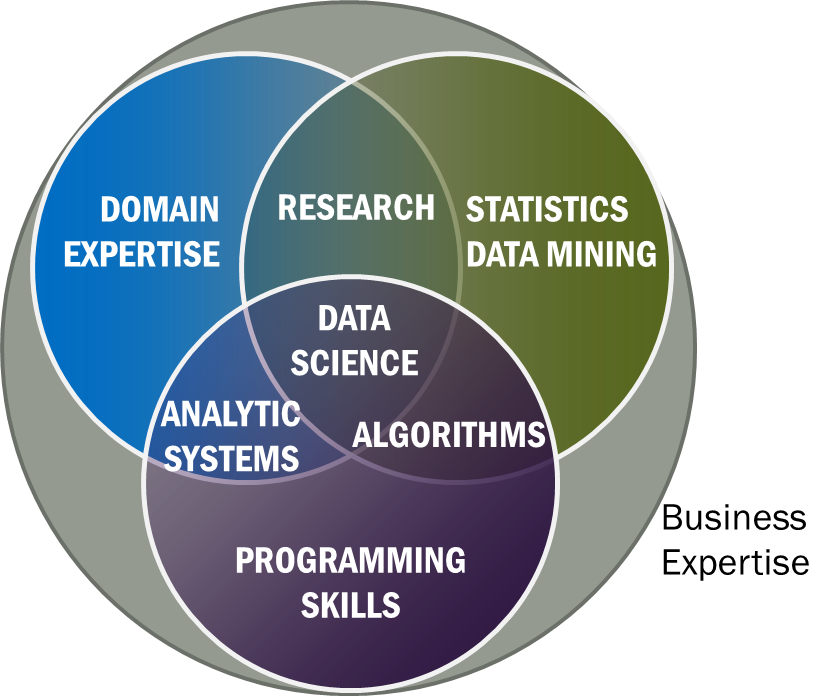 DOMAIN
EXPERTISE
RESEARCH
STATISTICS
DATA MINING
DATA
SCIENCE
ANALYTIC
SYSTEMS
ALGORITHMS
PROGRAMMING
SKILLS
Business
Expertise